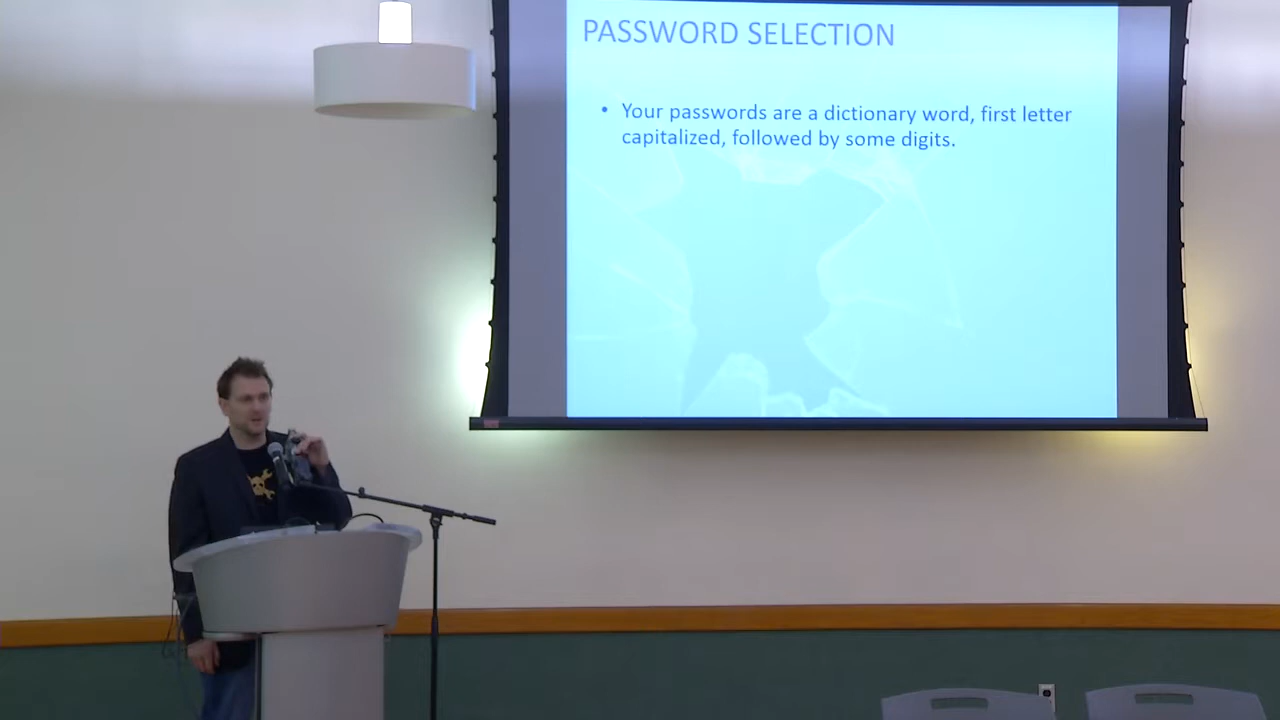 PASSWORD SELECTION
• Your passwords are a dictionary word, first letter
capitalized, followed by some digits.